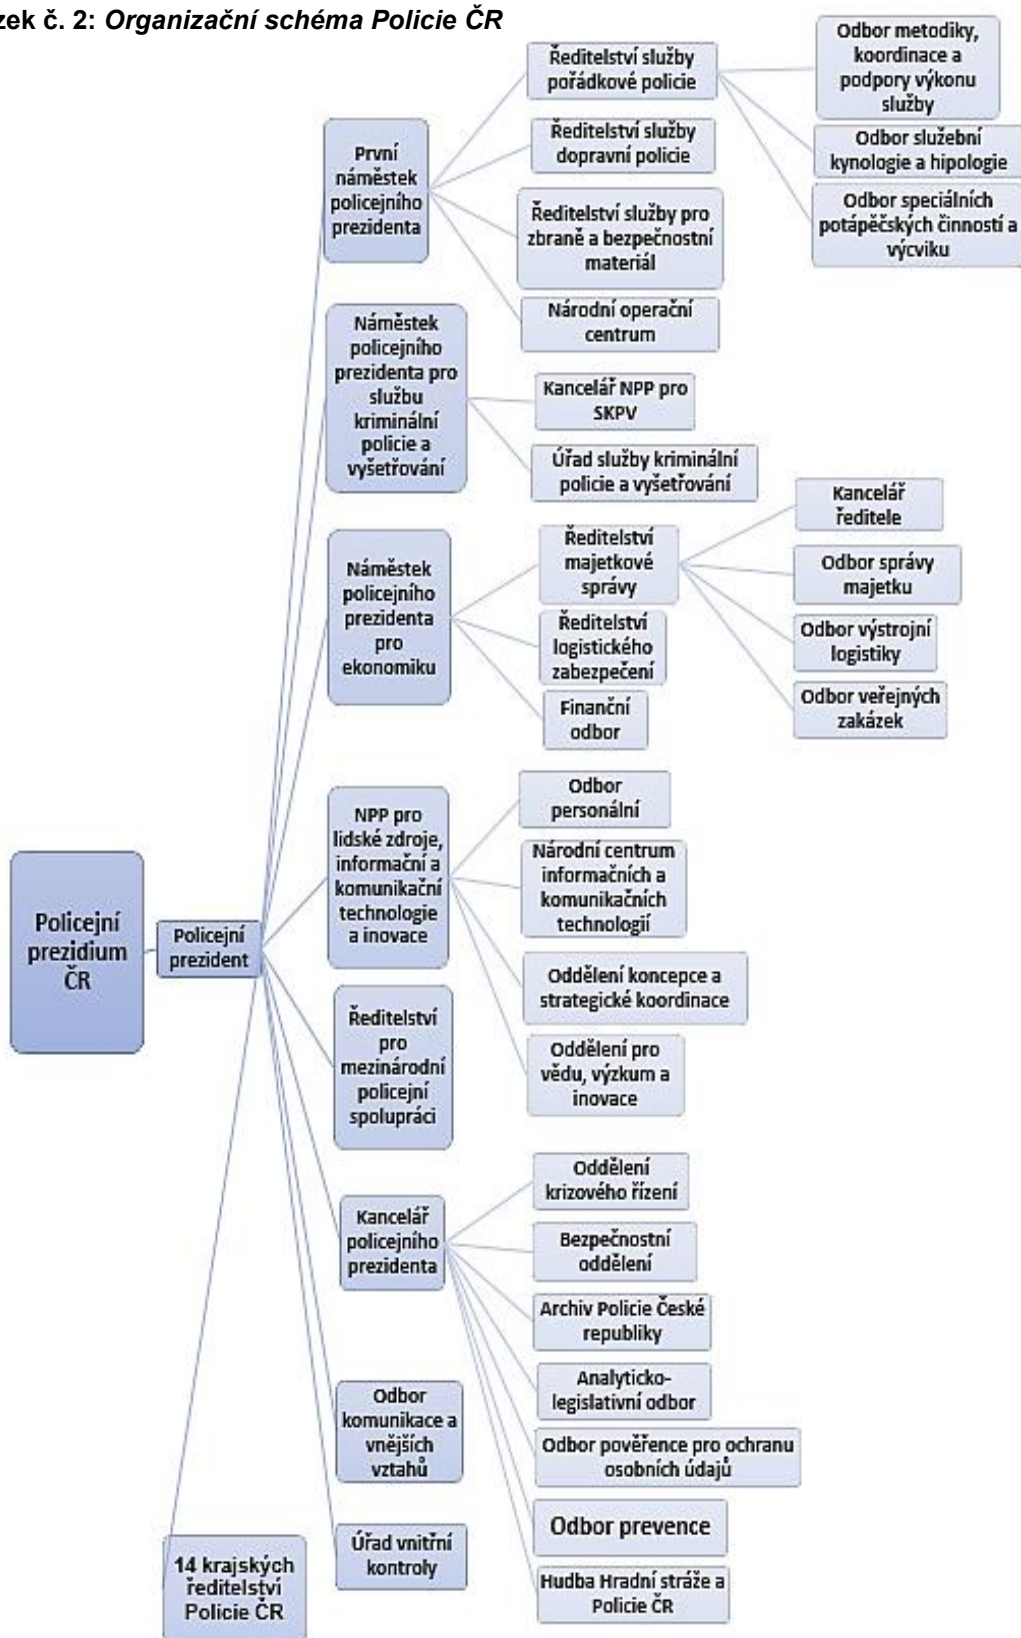 zek č. 2: Organizační schéma Policie ČR
Policejní
prezidium
ČR
Policejní
prezident
První
náměstek
policejního
prezidenta
Ředitelství služby
pořádkové policie
Odbor metodiky,
koordinace a
podpory výkonu
služby
Odbor služební
kynologie a hipologie
Odbor speciálních
potápěčských činností a
výcviku
Ředitelství služby
dopravní policie
Ředitelství služby pro
zbraně a bezpečnostní
materiál
Národní operační
centrum
Náměstek
policejního
prezidenta pro
službu
kriminální
policie a
vyšetřování
Kancelář NPP pro
SKPV
Úřad služby kriminální
policie a vyšetřování
Náměstek
policejního
prezidenta
pro
ekonomiku
Ředitelství
majetkové
správy
Kancelář
ředitele
Odbor správy
majetku
Odbor výstrojní
logistiky
Odbor veřejných
zakázek
Ředitelství
logistického
zabezpečení
Finanční
odbor
NPP pro
lidské zdroje,
informační a
komunikační
technologie
a inovace
Odbor
personální
Národní centrum
informačních a
komunikačních
technologií
Oddělení koncepce a
strategické koordinace
Oddělení pro
vědu, výzkum a
inovace
Ředitelství
pro
mezinárodní
policejní
spolupráci
Kancelář
policejního
prezidenta
Oddělení
krizového řízení
Bezpečnostní
oddělení
Archiv Policie České
republiky
Analyticko-
legislativní odbor
Odbor pověřence pro ochranu
osobních údajů
Odbor prevence
Hudba Hradní stráže a
Policie ČR
Odbor
komunikace a
vnějších
vztahů
Úřad vnitřní
kontroly
14 krajských
ředitelství
Policie ČR